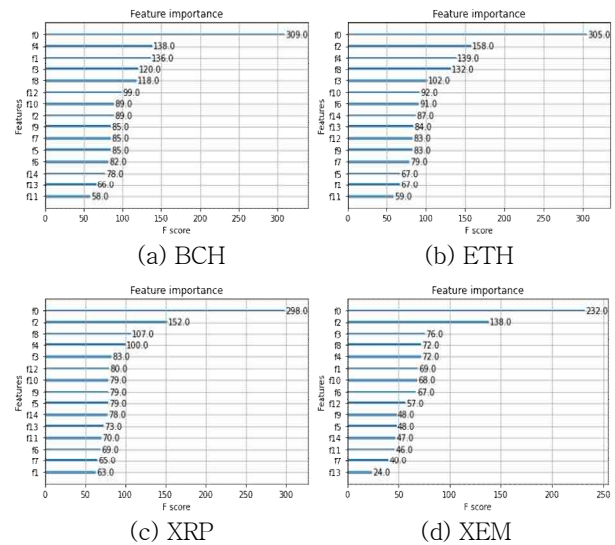 Feature importance
Features
f0 309.0
f4 138.0
f1 136.0
f3 120.0
f8 118.0
f12 99.0
f10 89.0
f2 89.0
f9 85.0
f7 85.0
f5 85.0
f6 82.0
f14 78.0
f13 66.0
f11 58.0
0 50 100 150 200 250 300
F score
(a) BCH
Feature importance
Features
f0 305.0
f2 158.0
f4 139.0
f8 132.0
f3 102.0
f10 92.0
f6 91.0
f14 87.0
f13 84.0
f12 83.0
f9 83.0
f7 79.0
f5 67.0
f1 67.0
f11 59.0
0 50 100 150 200 250 300
F score
(b) ETH
Feature importance
Features
f0 298.0
f2 152.0
f8 107.0
f4 100.0
f3 83.0
f12 80.0
f10 79.0
f9 79.0
f5 79.0
f14 78.0
f13 73.0
f11 70.0
f6 69.0
f7 65.0
f1 63.0
0 50 100 150 200 250 300
F score
(c) XRP
Feature importance
Features
f0 232.0
f2 138.0
f3 76.0
f8 72.0
f4 72.0
f1 69.0
f10 68.0
f6 67.0
f12 57.0
f9 48.0
f5 48.0
f14 47.0
f11 46.0
f7 40.0
f13 24.0
0 50 100 150 200 250
F score
(d) XEM